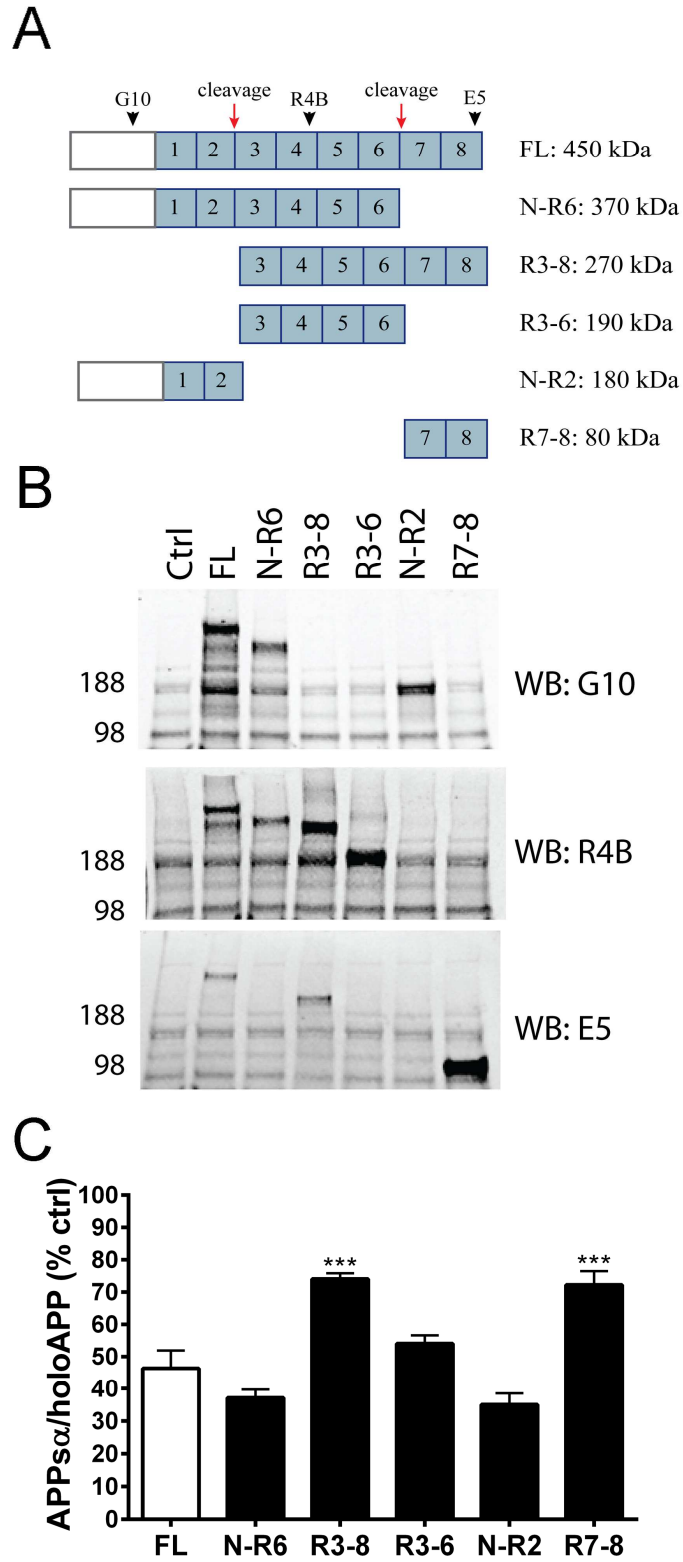 A
G10 cleavage R4B cleavage E5
1 2 3 4 5 6 7 8 FL: 450 kDa
1 2 3 4 5 6 N-R6: 370 kDa
3 4 5 6 7 8 R3-8: 270 kDa
3 4 5 6 R3-6: 190 kDa
1 2 N-R2: 180 kDa
7 8 R7-8: 80 kDa
B
Ctrl FL N-R6 R3-8 R3-6 N-R2 R7-8
188 WB: G10
98
188 WB: R4B
98
188 WB: E5
98
C
APPsα/holoAPP (% ctrl)
100
90
80
70
60
50
40
30
20
10
0
*** ***
FL N-R6 R3-8 R3-6 N-R2 R7-8